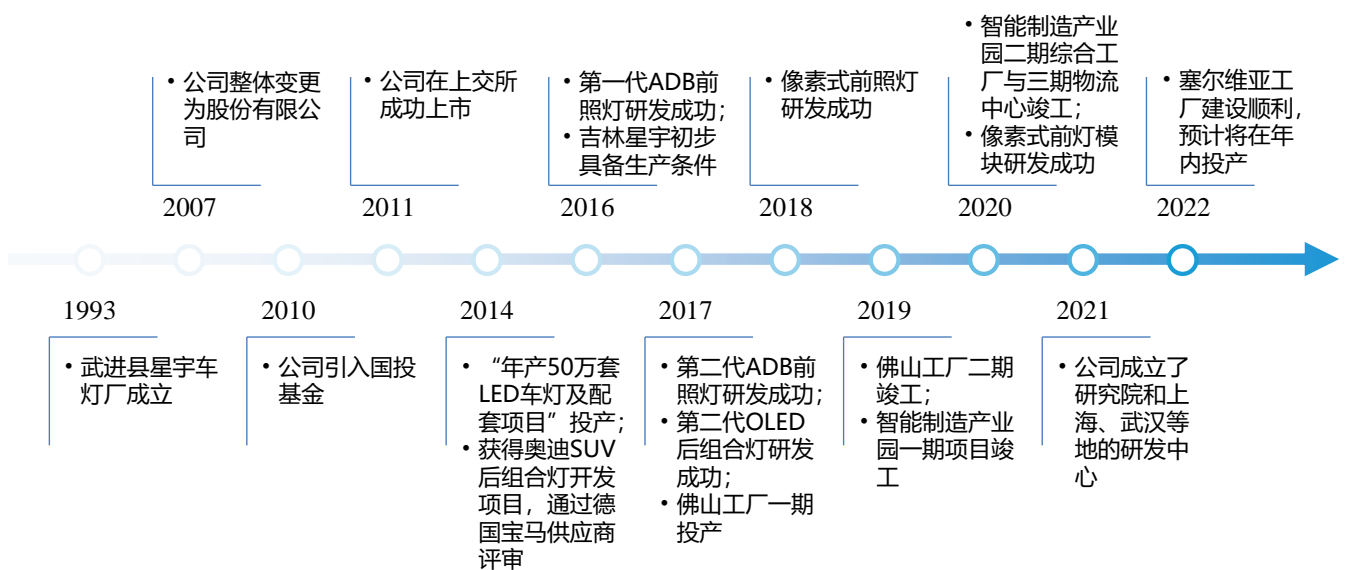 • 公司整体变更
为股份有限公
司
2007
• 公司在上交所
成功上市
2011
• 第一代ADB前
照灯研发成功；
• 吉林星宇初步
具备生产条件
2016
• 像素式前照灯
研发成功
2018
• 智能制造产业
园二期综合工
厂与三期物流
中心竣工；
• 像素式前灯模
块研发成功
2020
• 塞尔维亚工
厂建设顺利，
预计将在年
内投产
2022
1993
• 武进县星宇车
灯厂成立
2010
• 公司引入国投
基金
2014
• “年产50万套
LED车灯及配
套项目”投产；
• 获得奥迪SUV
后组合灯开发
项目，通过德
国宝马供应商
评审
2017
• 第二代ADB前
照灯研发成功；
• 第二代OLED
后组合灯研发
成功；
• 佛山工厂一期
投产
2019
• 佛山工厂二期
竣工；
• 智能制造产业
园一期项目竣
工
2021
• 公司成立了
研究院和上
海、武汉等
地的研发中
心